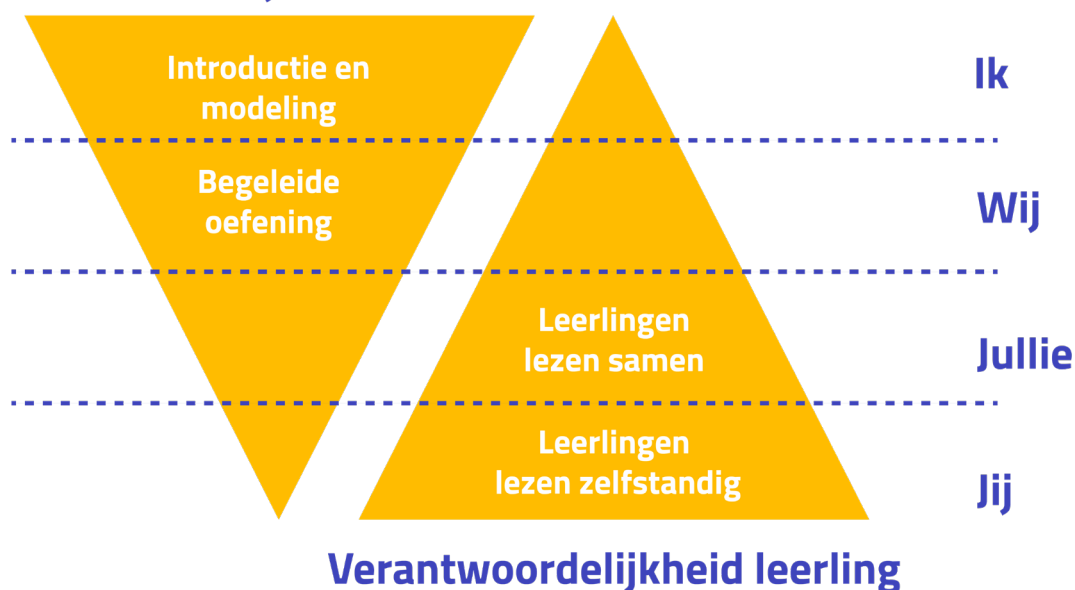 Introductie en
modeling
Ik
Begeleide
oefening
Wij
Leerlingen
lezen samen
Jullie
Leerlingen
lezen zelfstandig
Jij
Verantwoordelijkheid leerling